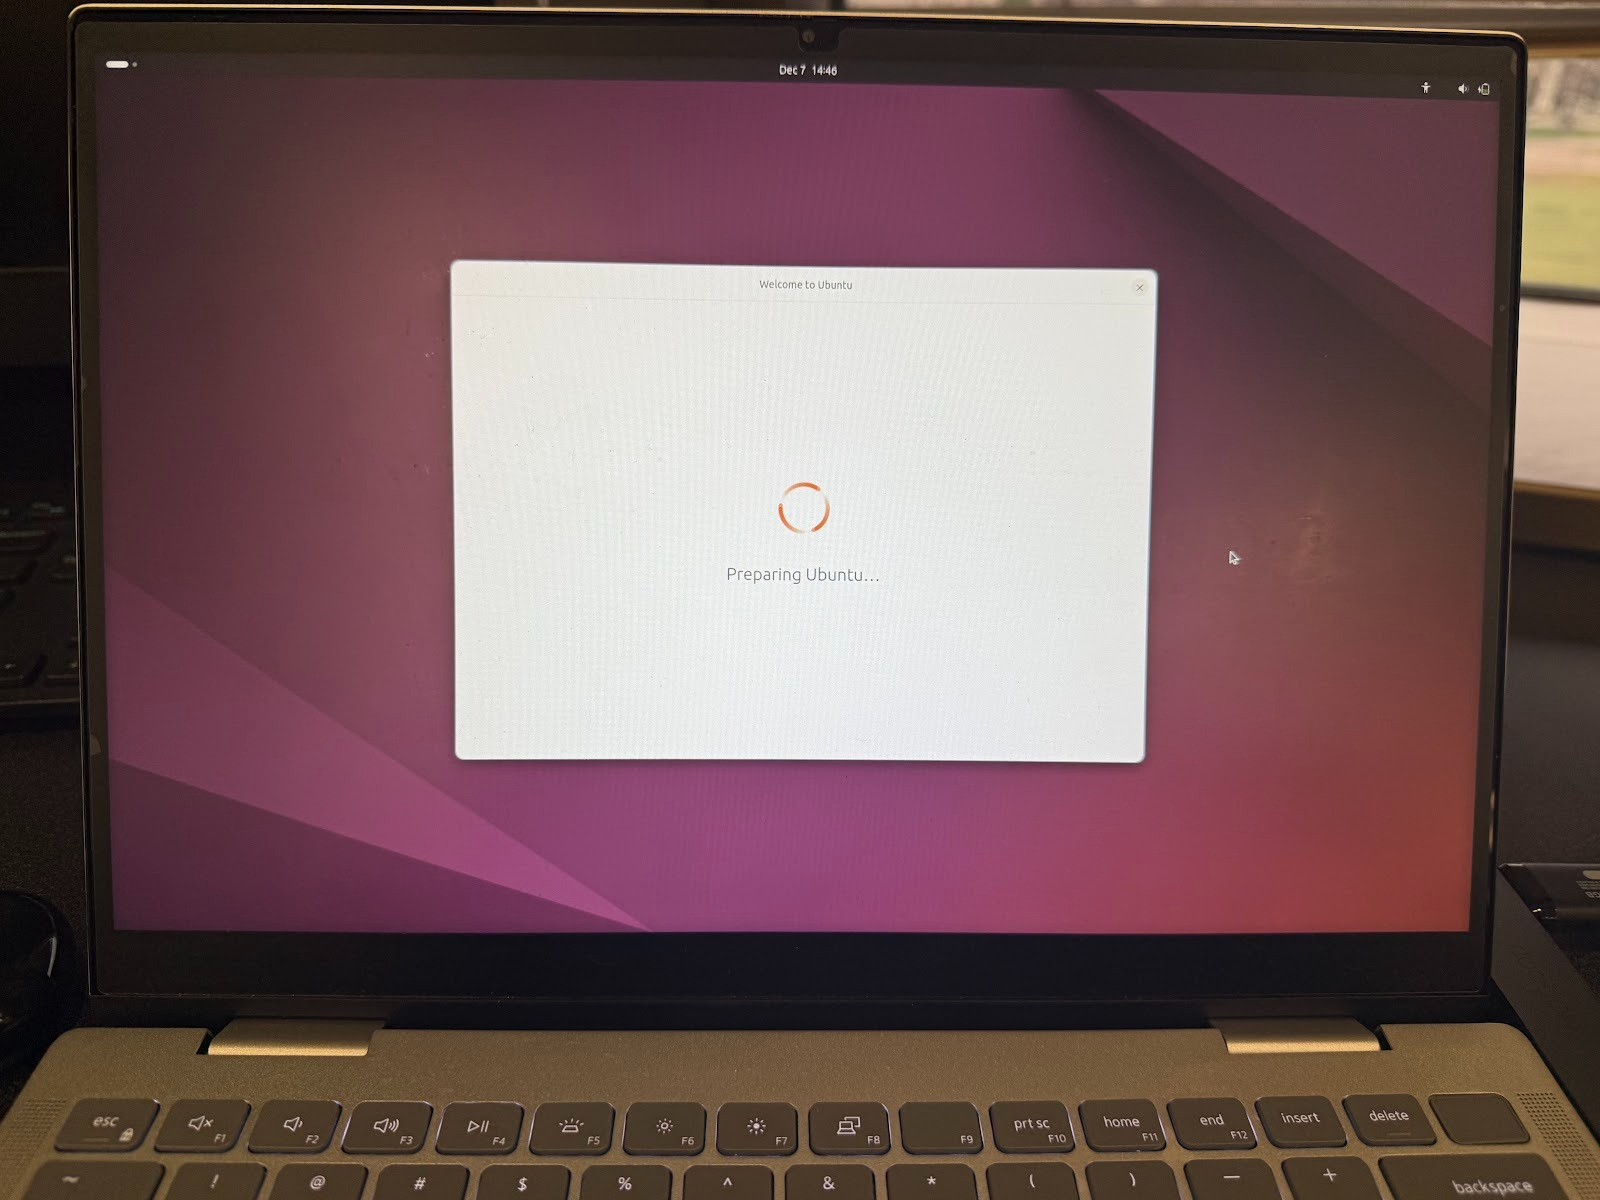 Dec 7 14:46
Welcome to Ubuntu
Preparing Ubuntu...
esc F1 F2 F3 F4 F5 F6 F7 F8 F9 prt sc F10 home F11 end F12 insert delete
~ ! @ # $ % ^ & * ( ) — + backspace